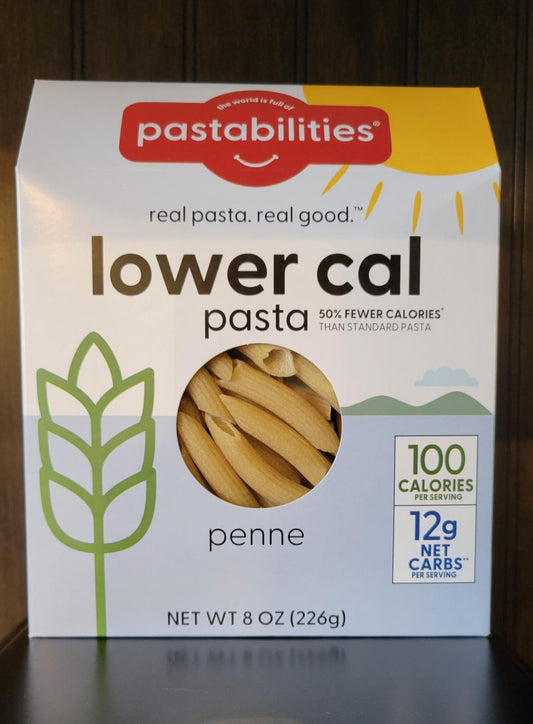 the world is full of
pastabilities®
real pasta. real good.™
lower cal
pasta 50% FEWER CALORIES*
THAN STANDARD PASTA
penne
100
CALORIES
PER SERVING
12g
NET
CARBS**
PER SERVING
NET WT 8 OZ (226g)